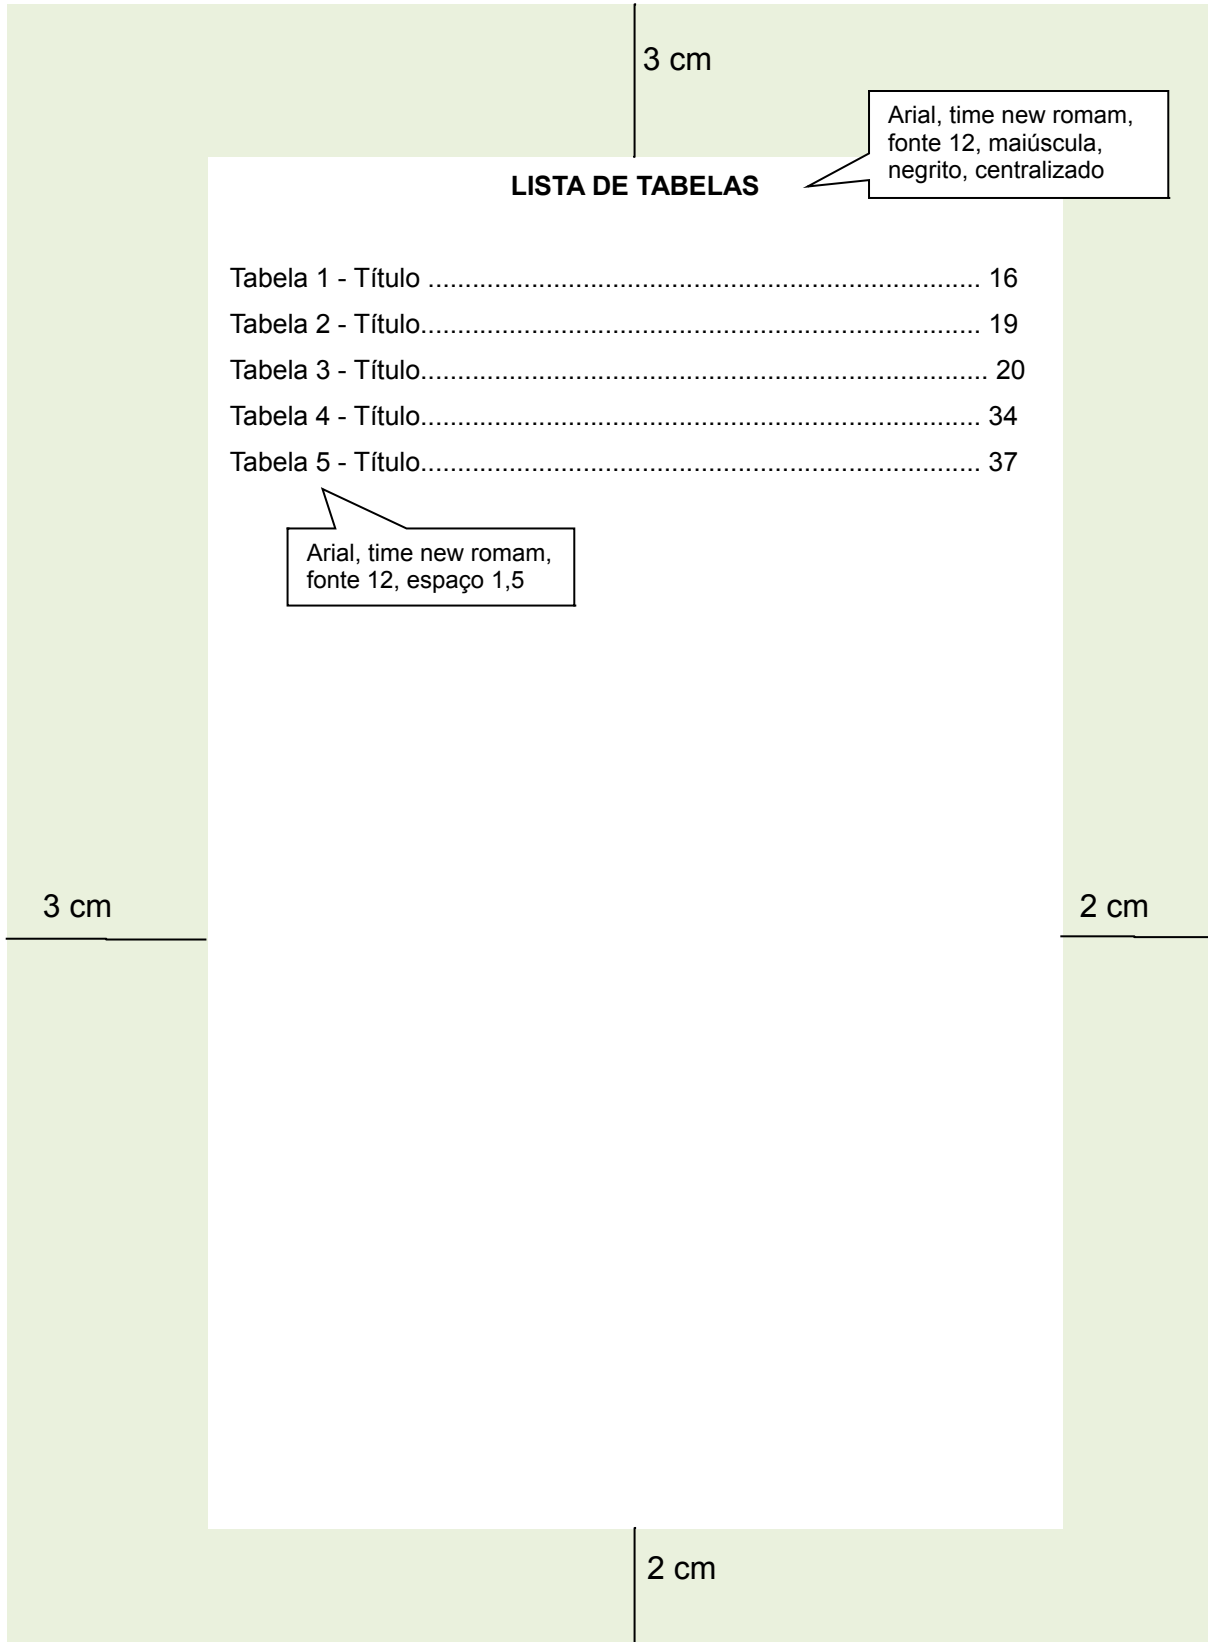 3 cm
Arial, time new romam,
fonte 12, maiúscula,
negrito, centralizado
LISTA DE TABELAS
Tabela 1 - Título ........................................................................... 16
Tabela 2 - Título............................................................................ 19
Tabela 3 - Título............................................................................. 20
Tabela 4 - Título............................................................................ 34
Tabela 5 - Título............................................................................ 37
Arial, time new romam,
fonte 12, espaço 1,5
3 cm
2 cm
2 cm